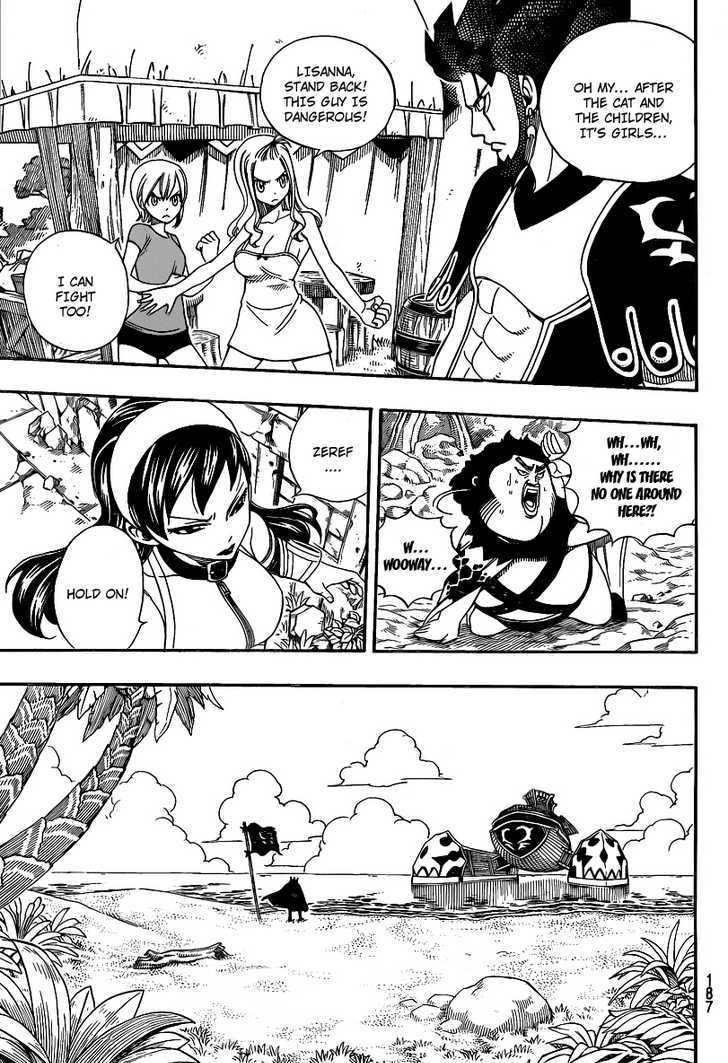 OH MY... AFTER
THE CAT AND
THE CHILDREN,
IT'S GIRLS...
LISANNA,
STAND BACK!
THIS GUY IS
DANGEROUS!
I CAN
FIGHT
TOO!
WH...WH,
WH......
WHY IS THERE
NO ONE AROUND
HERE?!
W...
WOOWAY...
ZEREF
....
HOLD ON!
187